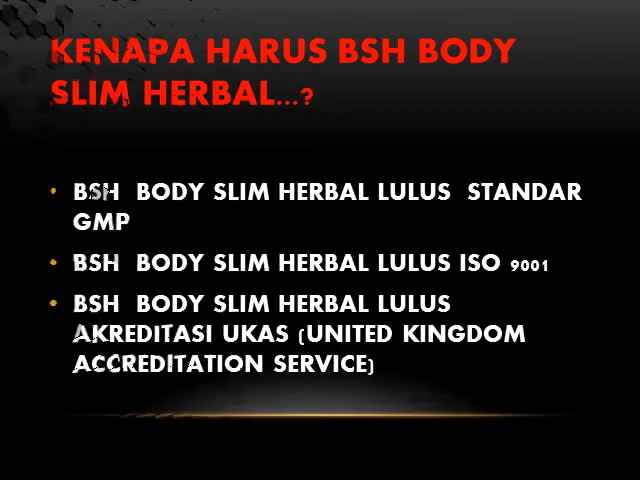 KENAPA HARUS BSH BODY
SLIM HERBAL...?
• BSH BODY SLIM HERBAL LULUS STANDAR
GMP
• BSH BODY SLIM HERBAL LULUS ISO 9001
• BSH BODY SLIM HERBAL LULUS
AKREDITASI UKAS (UNITED KINGDOM
ACCREDITATION SERVICE)